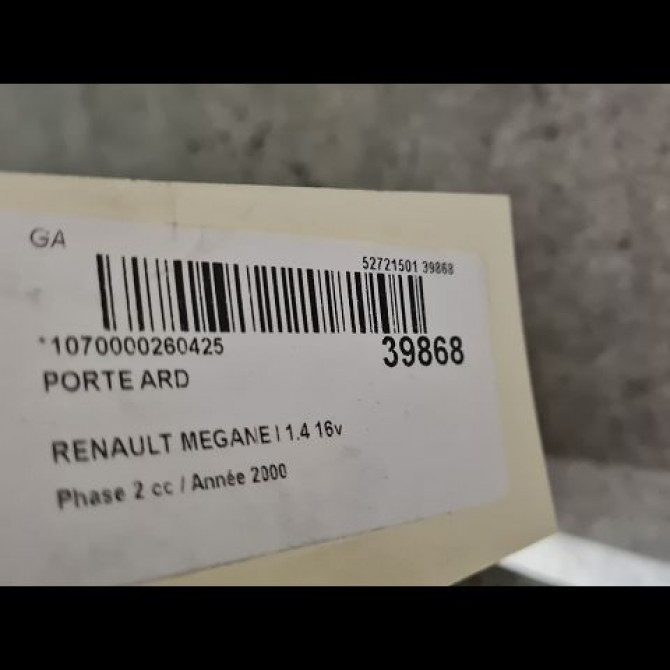 GA
52721501 39868
*1070000260425
39868
PORTE ARD
RENAULT MEGANE I 1.4 16v
Phase 2 cc / Année 2000